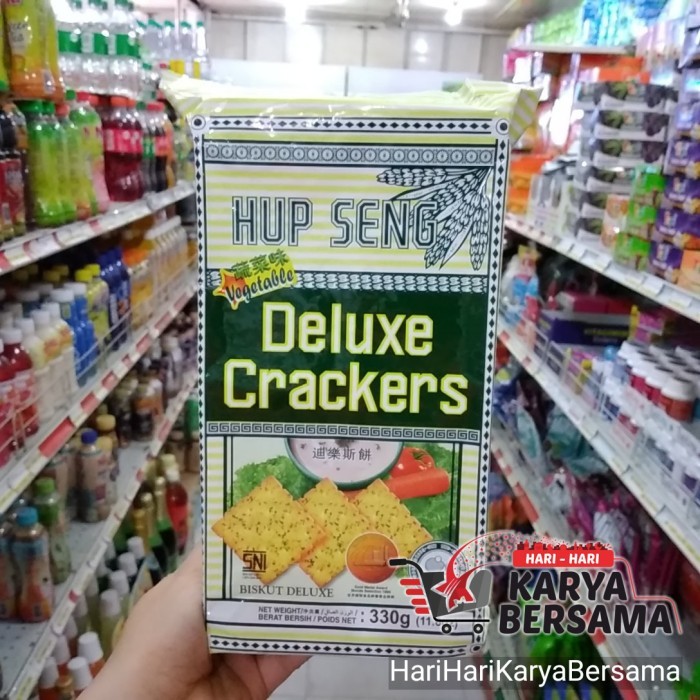 HUP SENG
蔬菜味
Vegetable
Deluxe
Crackers
迪樂斯餅
SNI
BISKUT DELUXE
NET WEIGHT/
BERAT BERSIH / POIDS NET :
330g
HARI - HARI
KARYA
BERSAMA
HariHariKaryaBersama